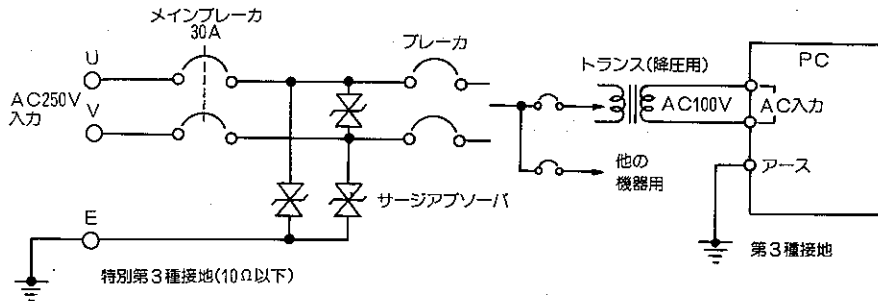 メインブレーカ
30A
ブレーカ
U
AC250V
入力
V
トランス(降圧用)
PC
AC100V
AC入力
アース
他の
機器用
サージアブソーバ
E
特別第3種接地(10Ω以下)
第3種接地